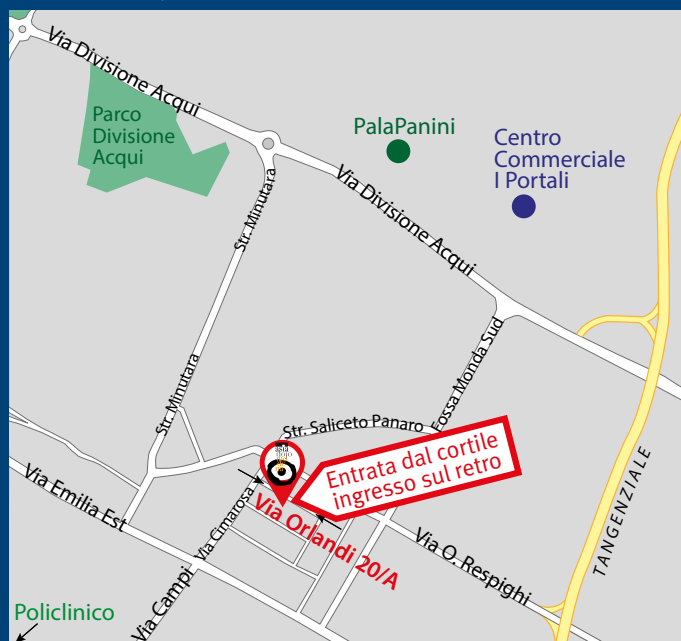 Via Divisione Acqui
Parco
Divisione
Acqui
PalaPanini
Centro
Commerciale
I Portali
Via Divisione Acqui
Str. Minutara
Str. Minutara
Fossa Monda Sud
Str. Saliceto Panaro
Entrata dal cortile
ingresso sul retro
Via Emilia Est
Via Cimarosa
Via Orlandi 20/A
Via O. Respighi
TANGENZIALE
Via Campi
Policlinico